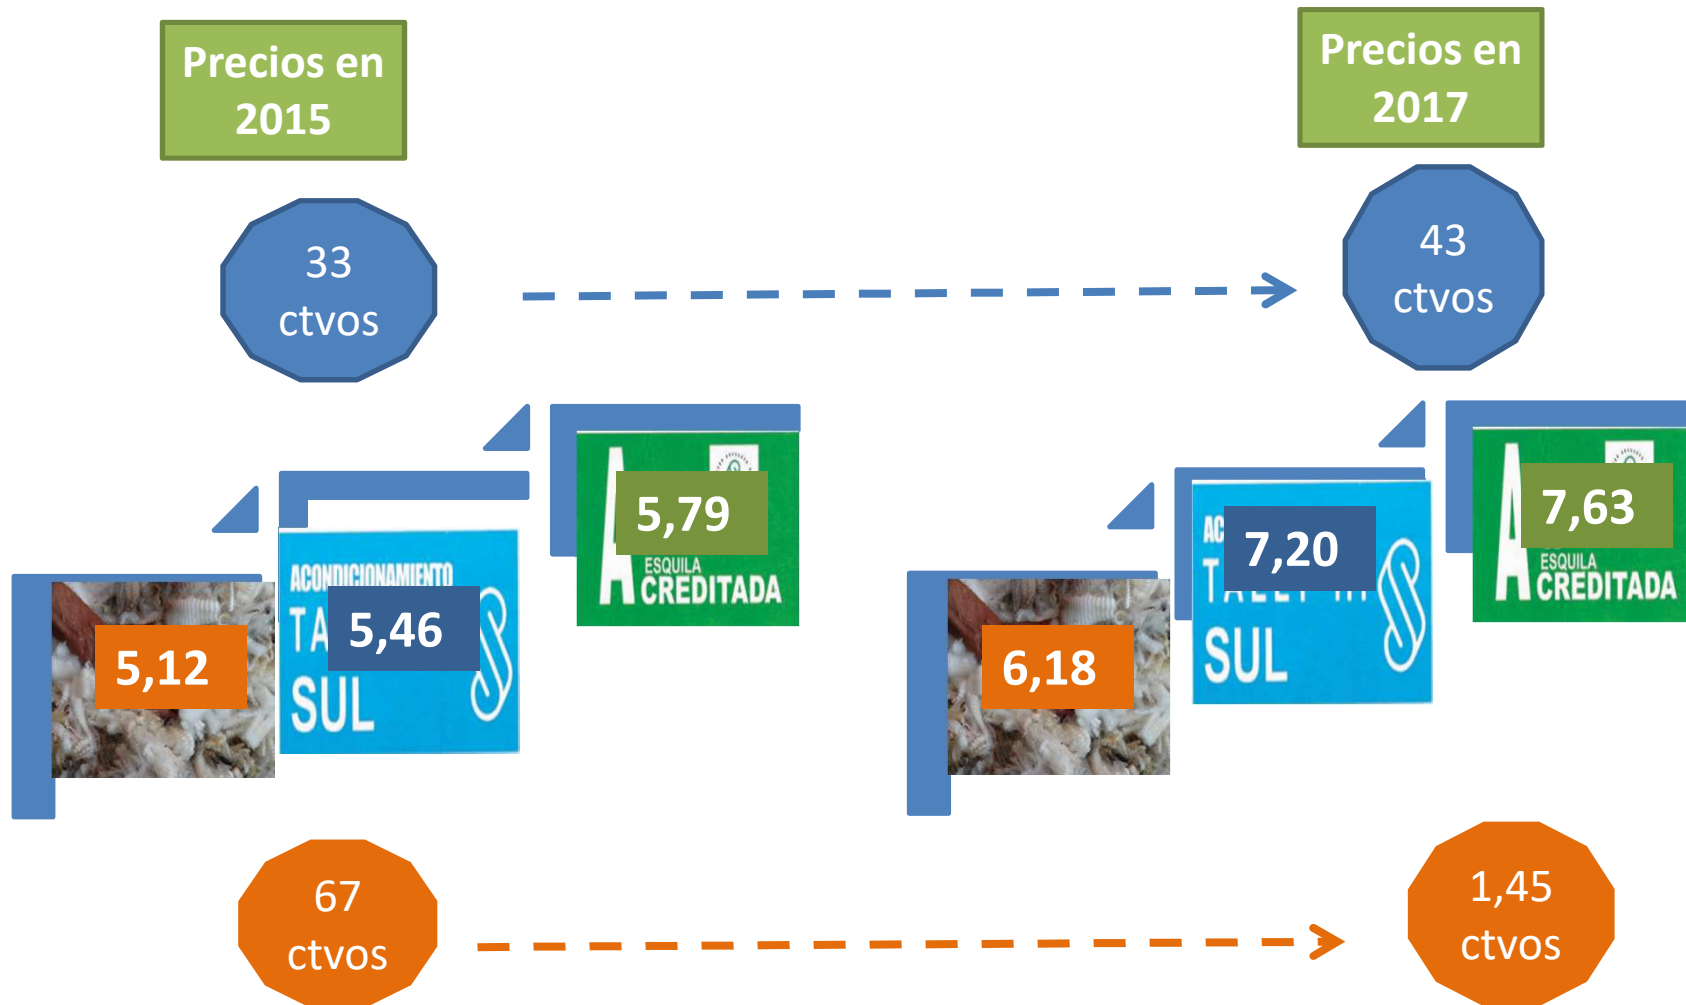 Precios en
2015
Precios en
2017
33
ctvos
43
ctvos
5,12
ACONDICIONAMIENTO
TA
5,46
SUL
A
5,79
ESQUILA
CREDITADA
6,18
AC
7,20
SUL
A
7,63
ESQUILA
CREDITADA
67
ctvos
1,45
ctvos